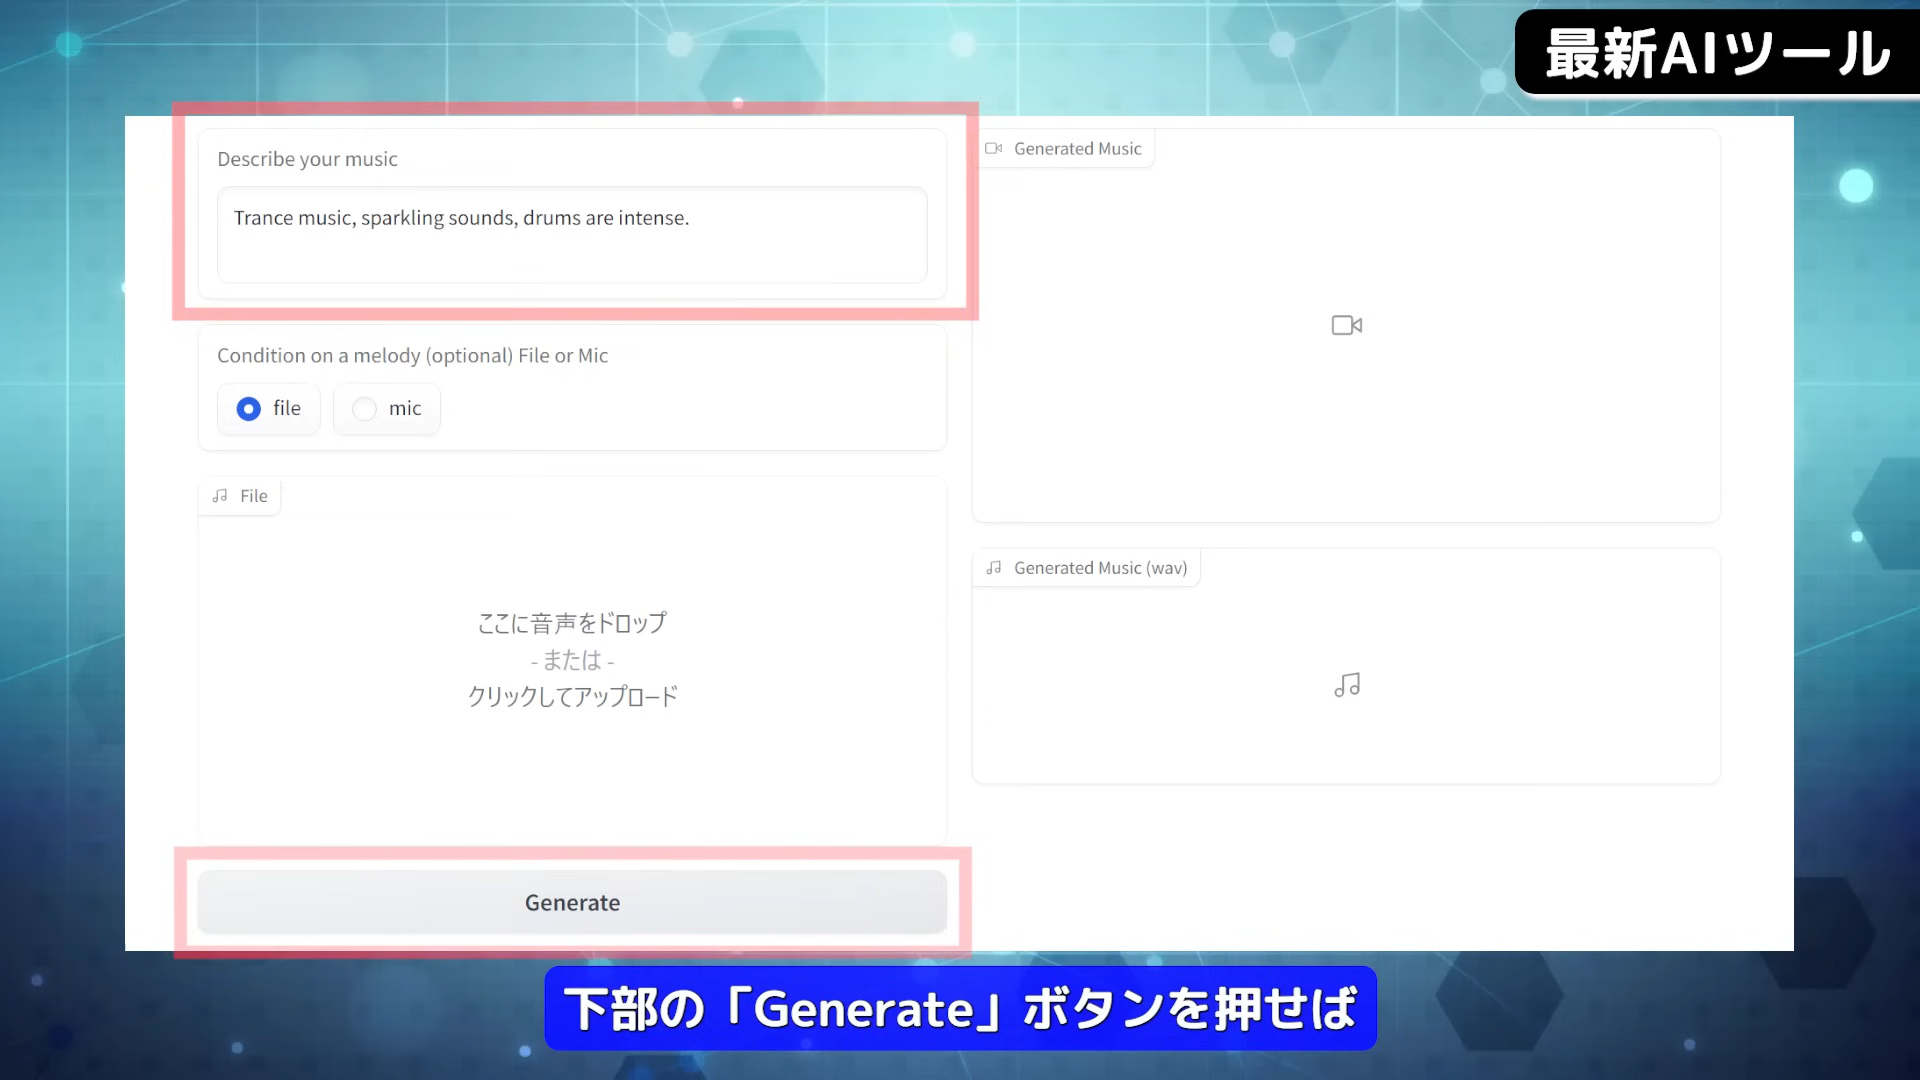 最新AIツール
Describe your music
Trance music, sparkling sounds, drums are intense.
Condition on a melody (optional) File or Mic
file
mic
File
ここに音声をドロップ
- または -
クリックしてアップロード
Generate
Generated Music
Generated Music (wav)
下部の「Generate」ボタンを押せば